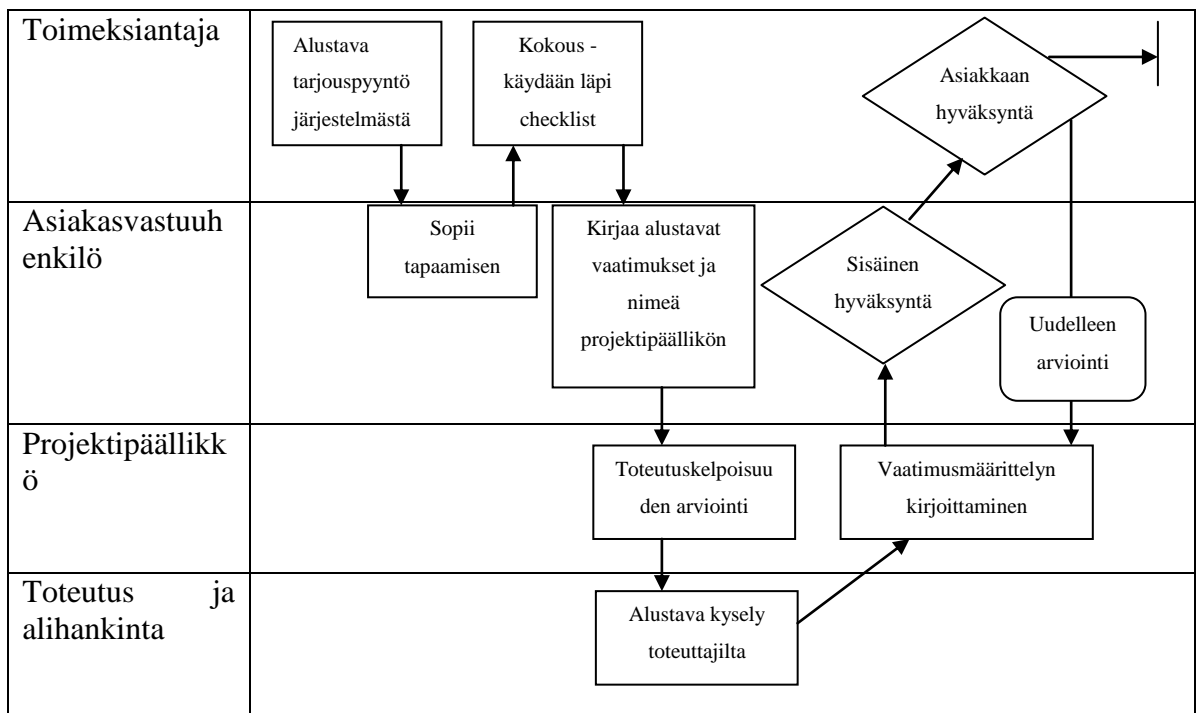 Toimeksiantaja
Alustava
tarjouspyyntö
järjestelmästä
Kokous -
käydään läpi
checklist
Asiakkaan
hyväksyntä
Asiakasvastuuh
enkilö
Sopii
tapaamisen
Kirjaa alustavat
vaatimukset ja
nimeä
projektipäällikön
Sisäinen
hyväksyntä
Uudelleen
arviointi
Projektipäällikk
ö
Toteutuskelpoisuu
den arviointi
Vaatimusmäärittelyn
kirjoittaminen
Toteutus ja
alihankinta
Alustava kysely
toteuttajilta